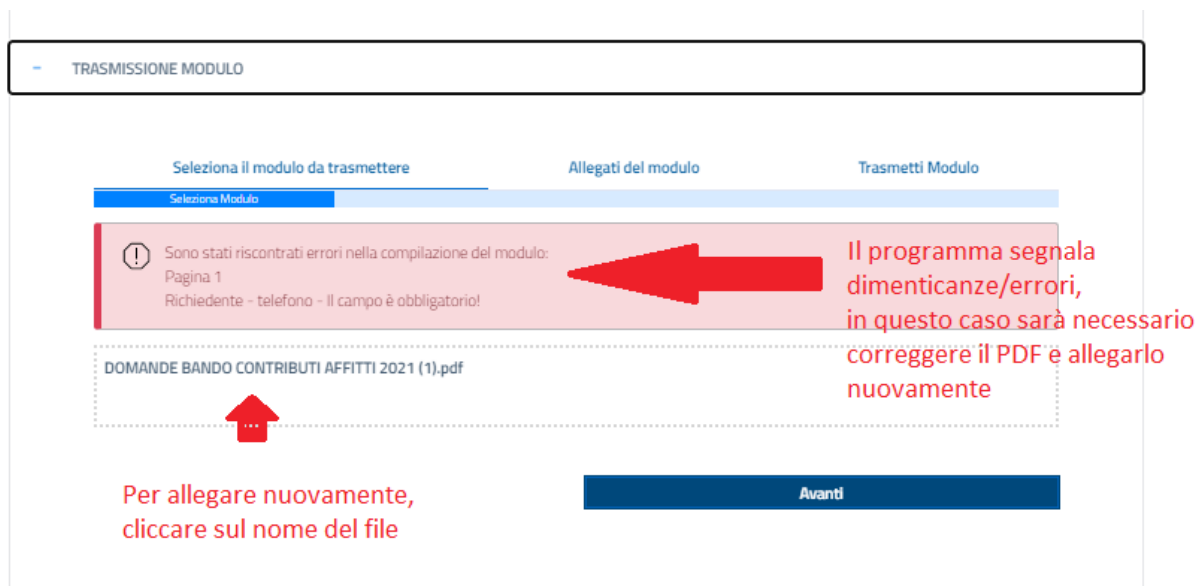 - TRASMISSIONE MODULO
Seleziona il modulo da trasmettere
Allegati del modulo
Trasmetti Modulo
Seleziona Modulo
Sono stati riscontrati errori nella compilazione del modulo:
Pagina 1
Richiedente - telefono - Il campo è obbligatorio!
Il programma segnala
dimenticanze/errori,
in questo caso sarà necessario
correggere il PDF e allegarlo
nuovamente
DOMANDE BANDO CONTRIBUTI AFFITTI 2021 (1).pdf
...
Per allegare nuovamente,
cliccare sul nome del file
Avanti